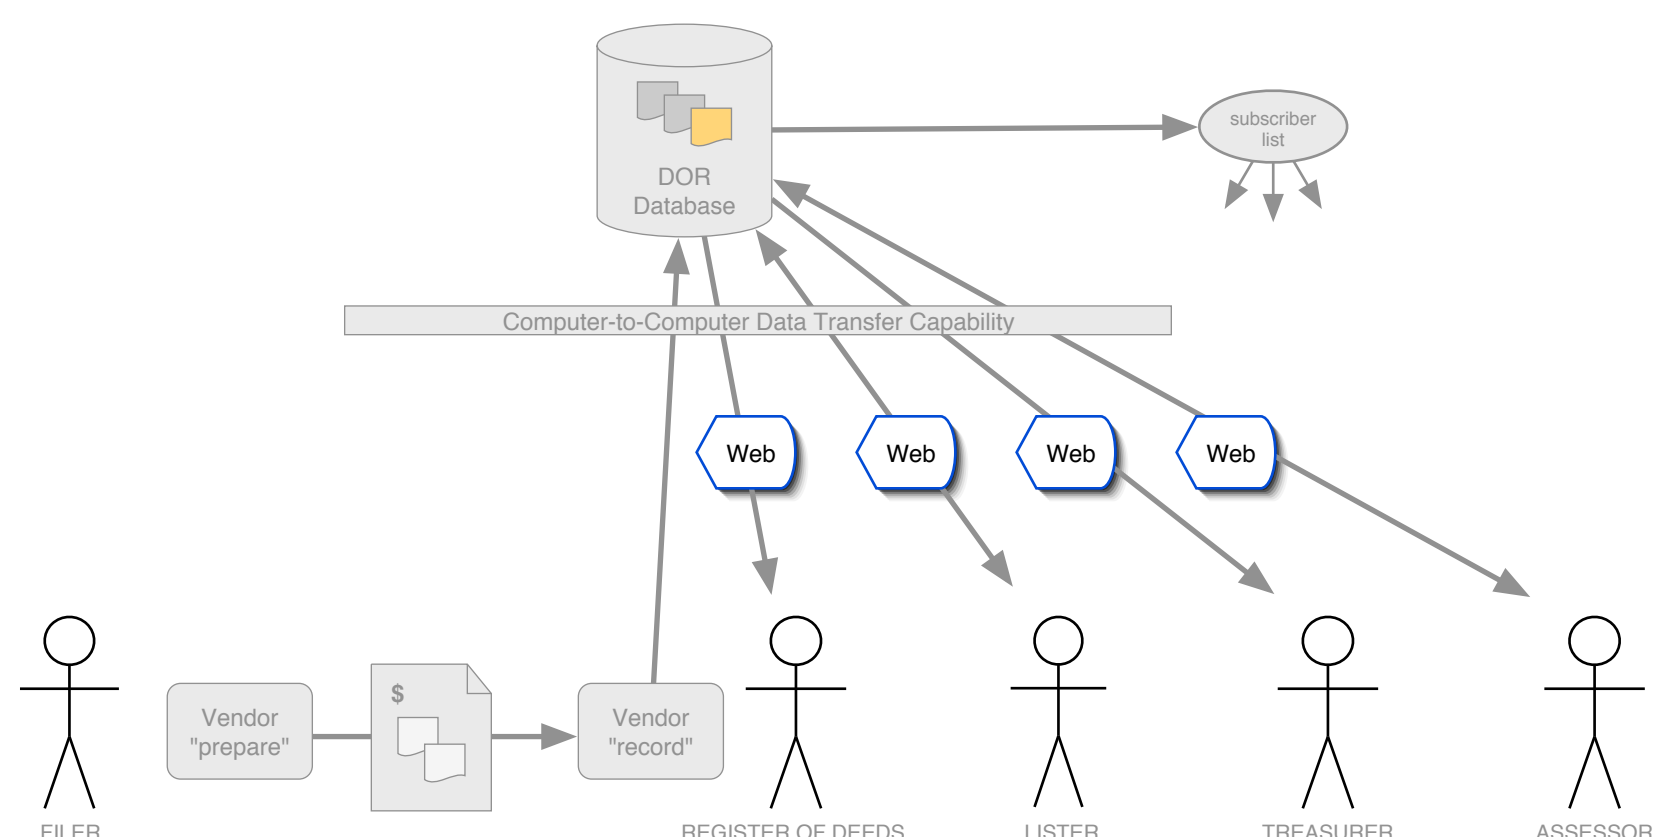 DOR
Database
subscriber
list
Computer-to-Computer Data Transfer Capability
Web
Web
Web
Web
$
Vendor
"prepare"
Vendor
"record"
FILER
REGISTER OF DEEDS
LISTER
TREASURER
ASSESSOR